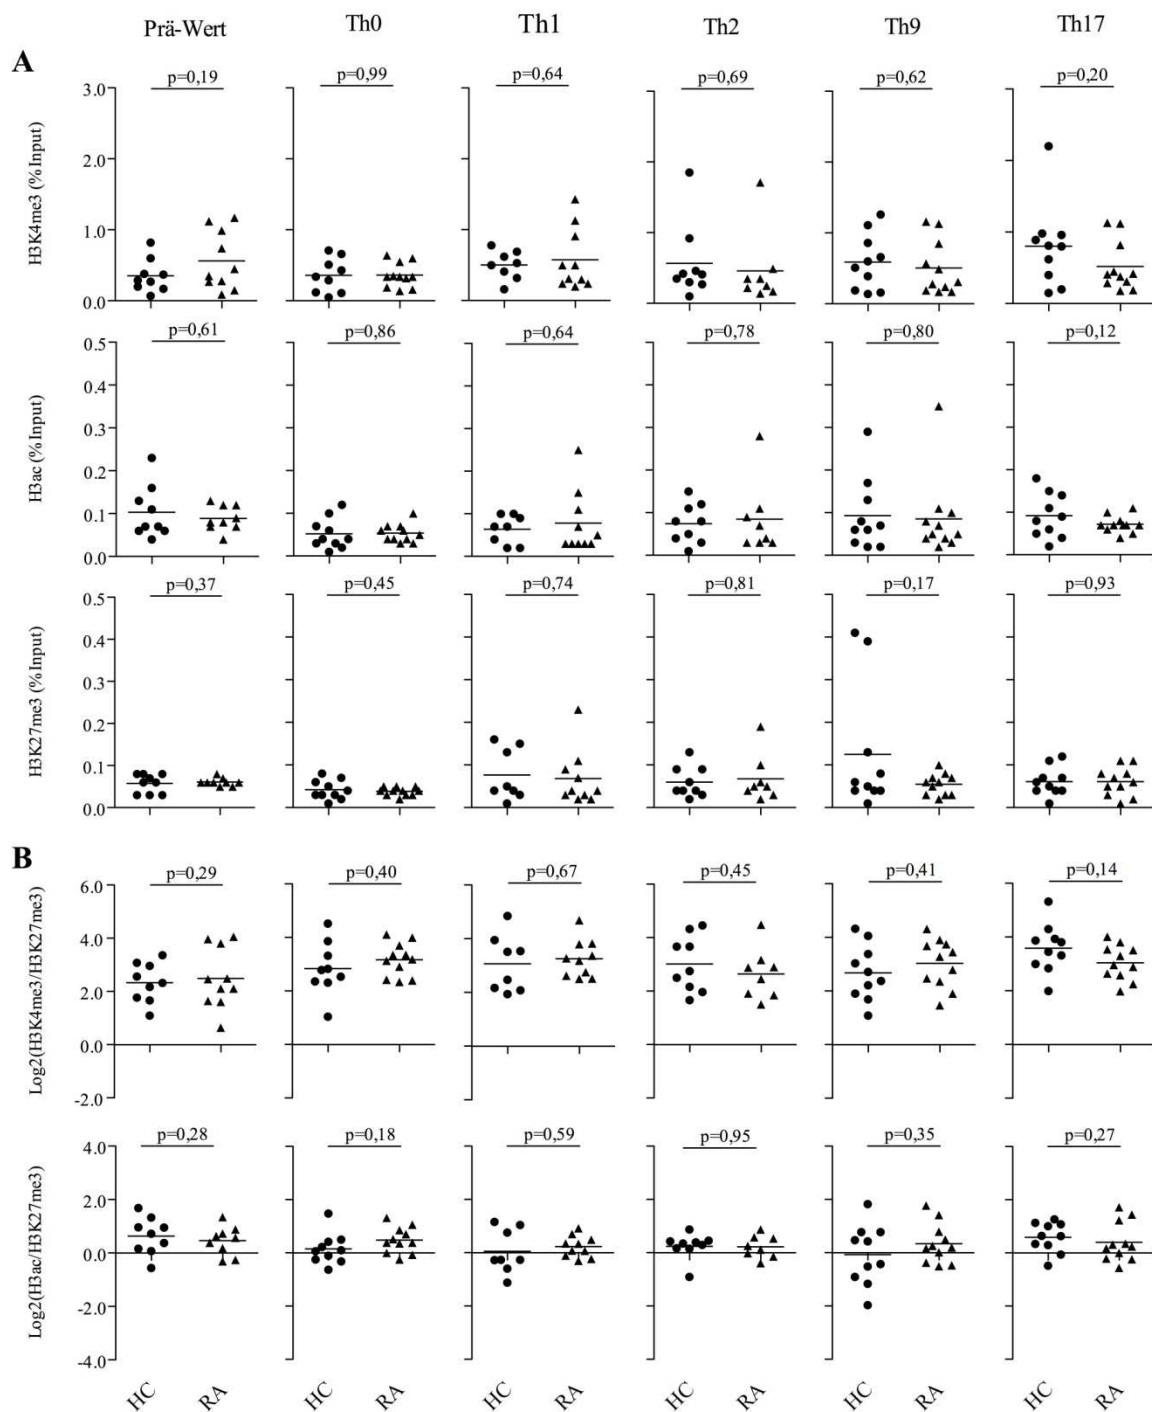 Prä-Wert Th0 Th1 Th2 Th9 Th17
A
p=0,19 p=0,99 p=0,64 p=0,69 p=0,62 p=0,20
H3K4me3 (%Input)
3.0
2.0
1.0
0.0
p=0,61 p=0,86 p=0,64 p=0,78 p=0,80 p=0,12
H3ac (%Input)
0.5
0.4
0.3
0.2
0.1
0.0
p=0,37 p=0,45 p=0,74 p=0,81 p=0,17 p=0,93
H3K27me3 (%Input)
0.5
0.4
0.3
0.2
0.1
0.0
B
p=0,29 p=0,40 p=0,67 p=0,45 p=0,41 p=0,14
Log2(H3K4me3/H3K27me3)
6.0
4.0
2.0
0.0
-2.0
p=0,28 p=0,18 p=0,59 p=0,95 p=0,35 p=0,27
Log2(H3ac/H3K27me3)
4.0
2.0
0.0
-2.0
-4.0
HC RA HC RA HC RA HC RA HC RA HC RA